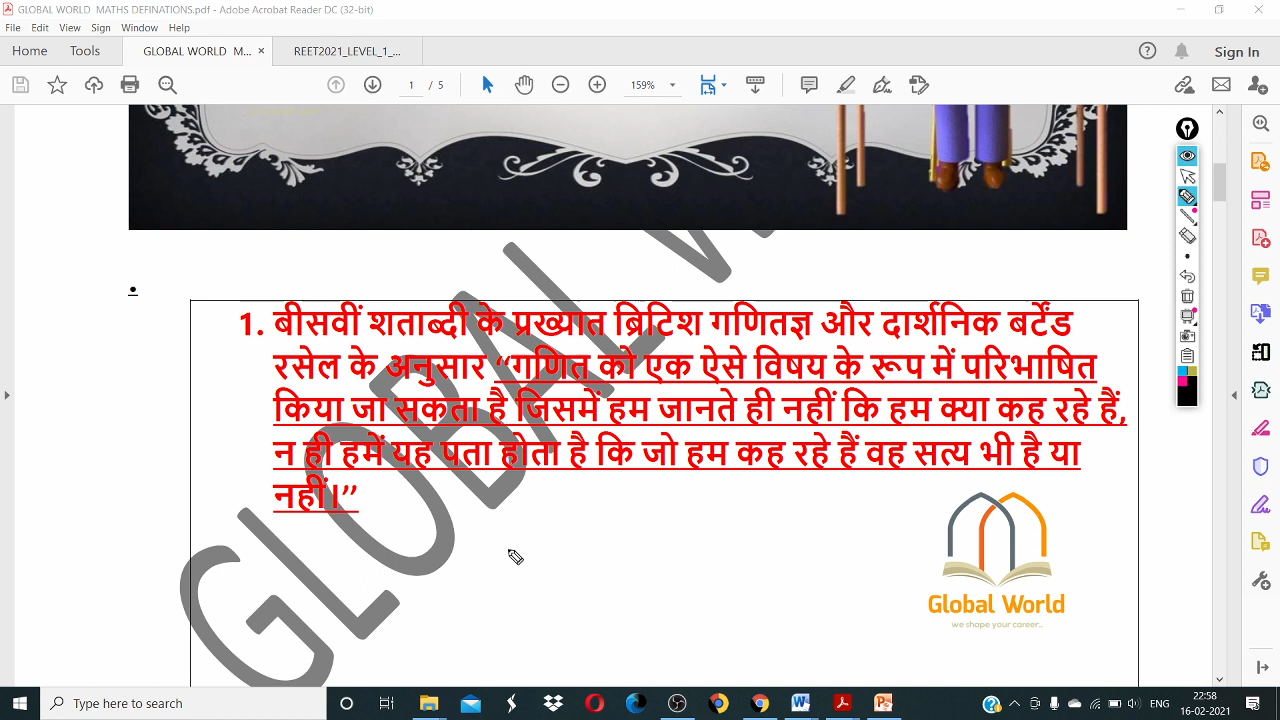 GLOBAL WORLD MATHS DEFINATIONS.pdf - Adobe Acrobat Reader DC (32-bit)
File Edit View Sign Window Help
Home Tools GLOBAL WORLD M... × REET2021_LEVEL_1_... Sign In
1 / 5 159%
1. बीसवीं शताब्दी के प्रख्यात ब्रिटिश गणितज्ञ और दार्शनिक बर्टेंड
रसेल के अनुसार “गणित को एक ऐसे विषय के रूप में परिभाषित
किया जा सकता है जिसमें हम जानते ही नहीं कि हम क्या कह रहे हैं,
न ही हमें यह पता होता है कि जो हम कह रहे हैं वह सत्य भी है या
नहीं।”
GLOBAL W
Global World
we shape your career..
Type here to search
ENG
22:58
16-02-2021